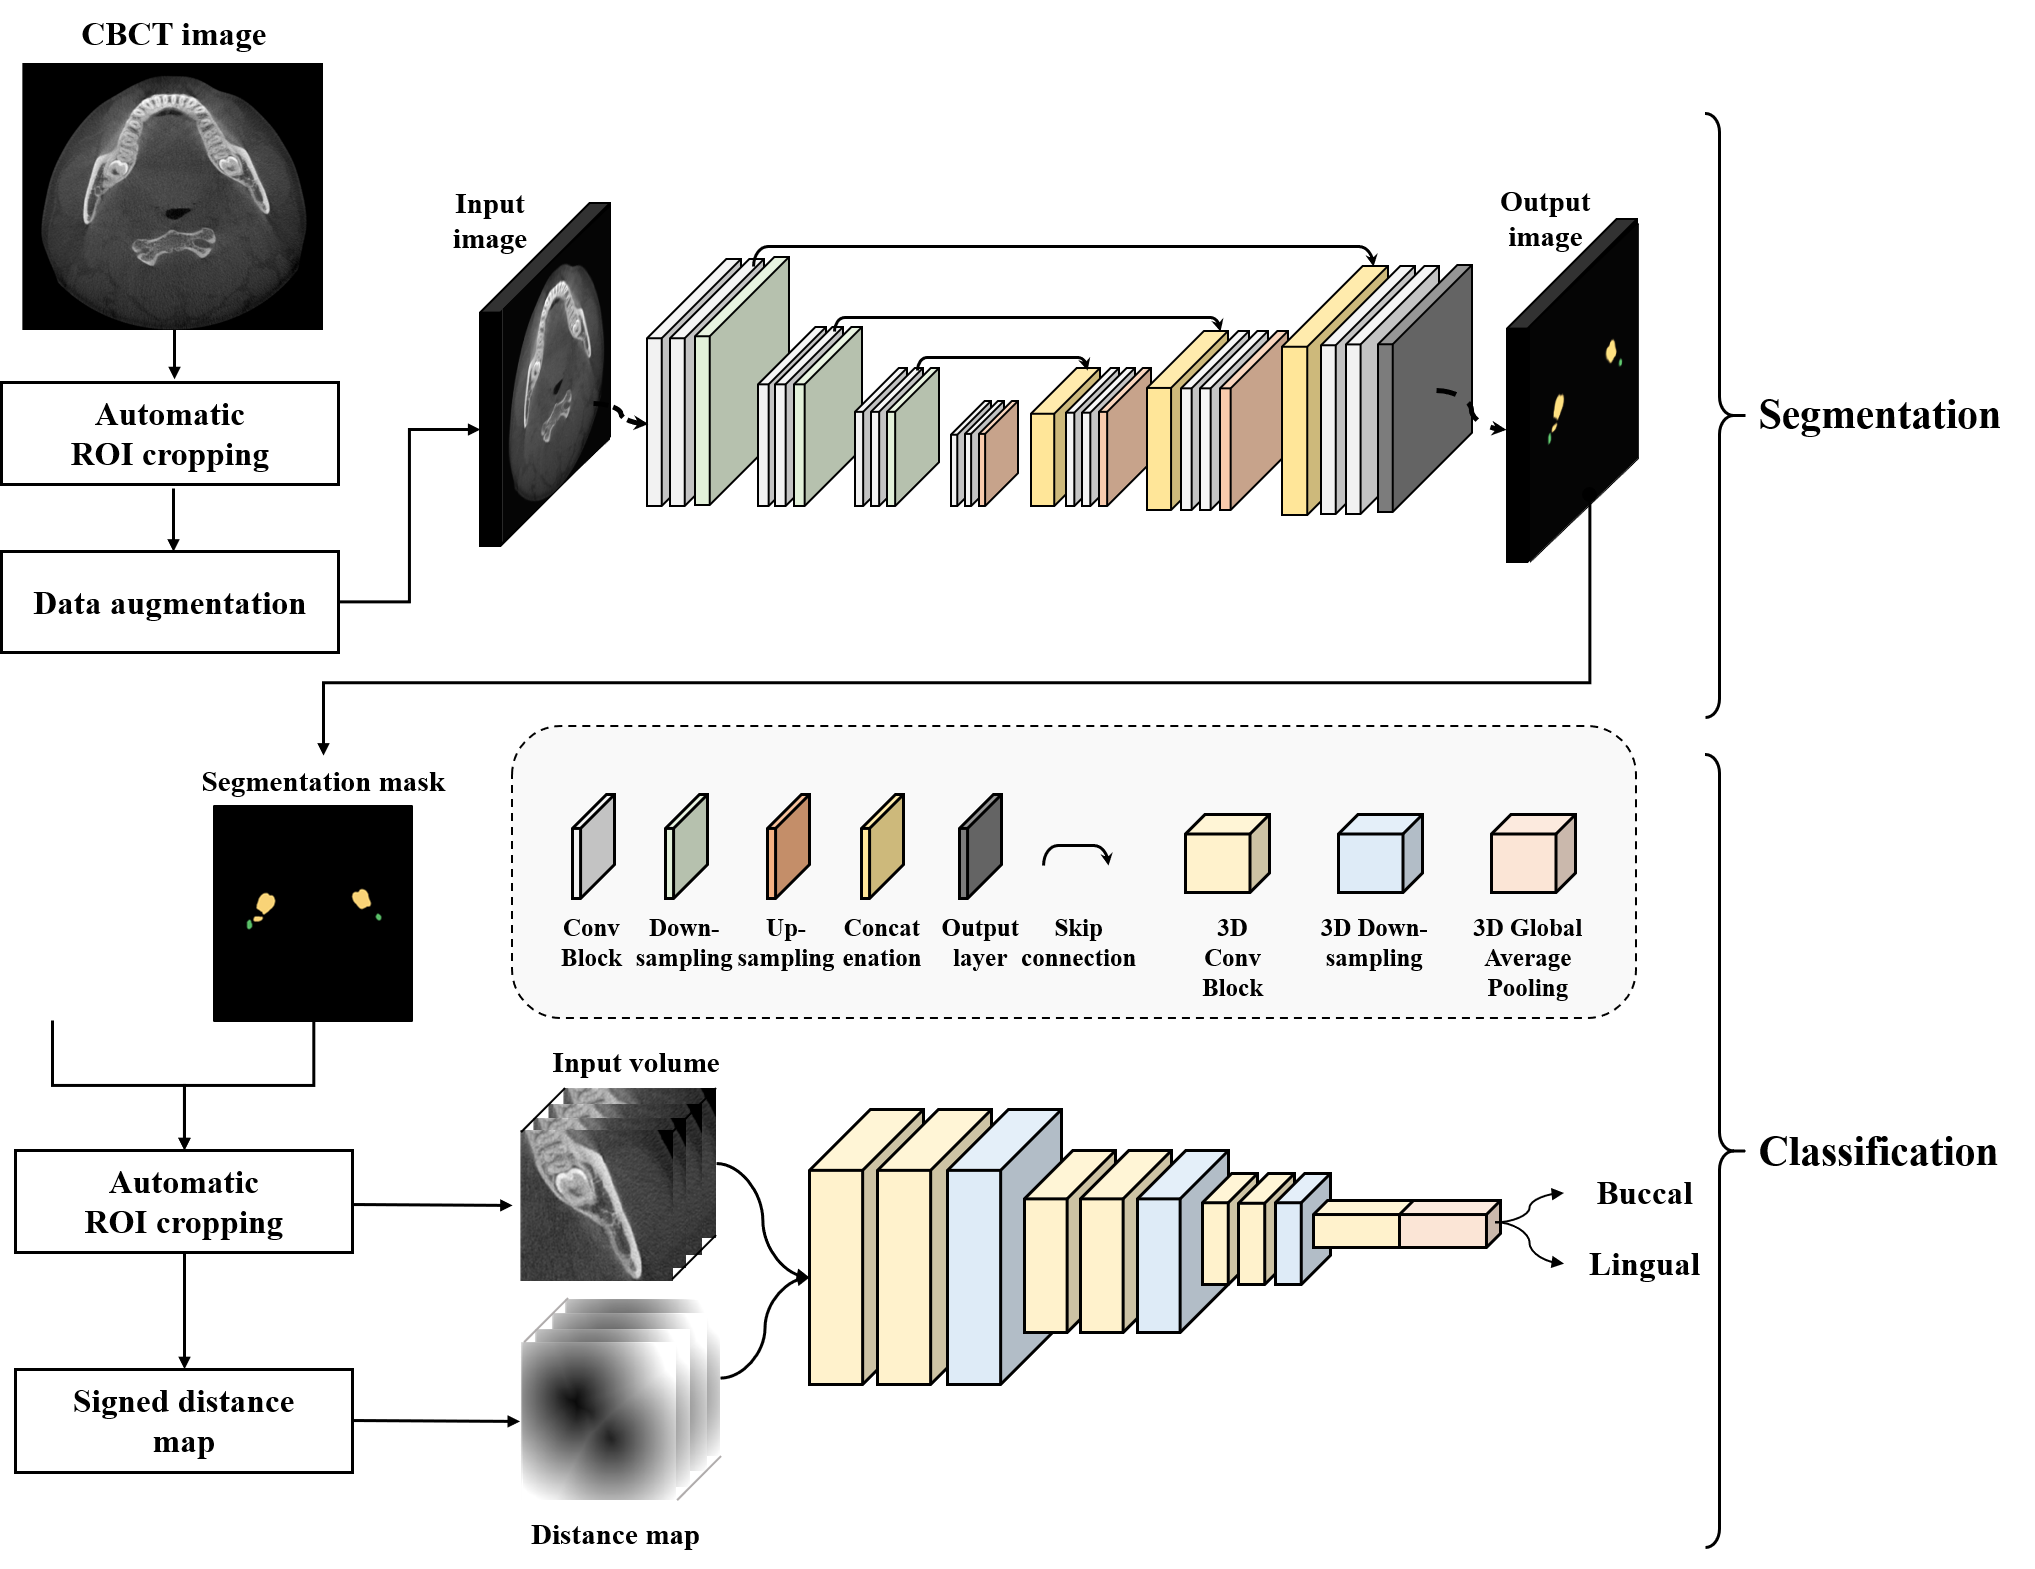 CBCT image
Automatic
ROI cropping
Data augmentation
Input
image
Output
image
Segmentation
Segmentation mask
Conv
Block
Down-
sampling
Up-
sampling
Concat
enation
Output
layer
Skip
connection
3D
Conv
Block
3D Down-
sampling
3D Global
Average
Pooling
Automatic
ROI cropping
Signed distance
map
Input volume
Distance map
Buccal
Lingual
Classification